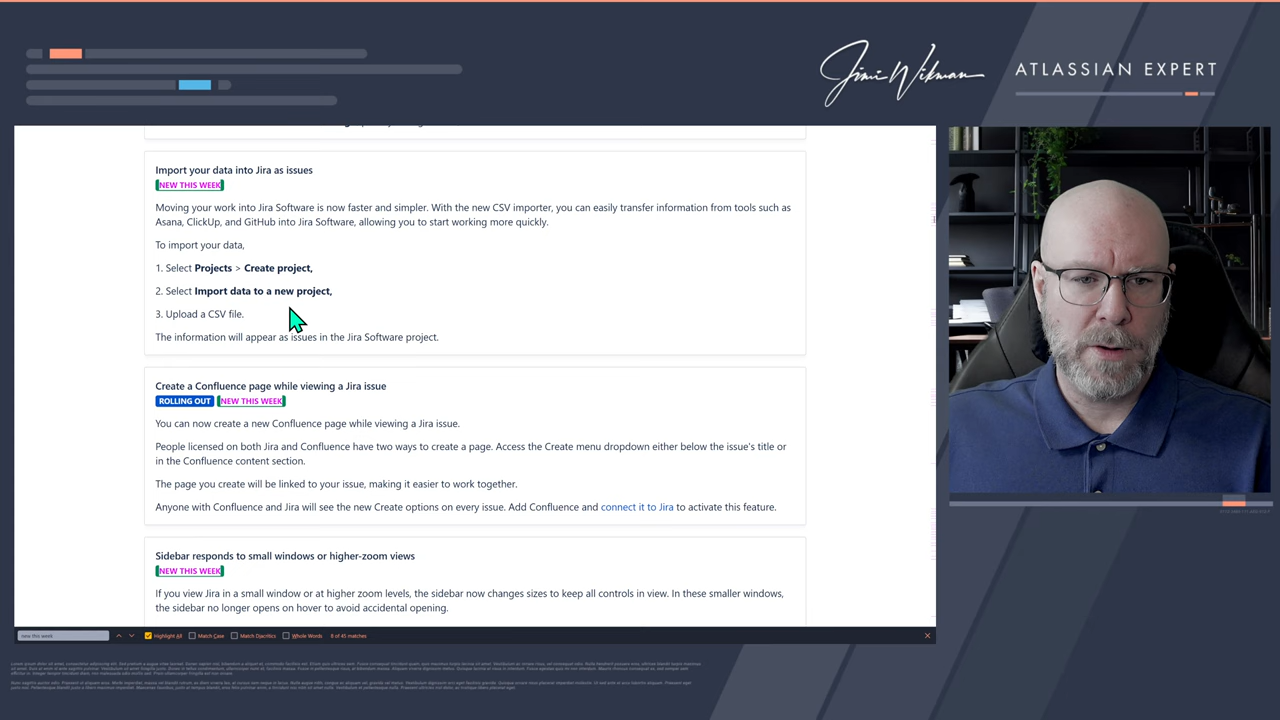 Jimi Wikman
ATLASSIAN EXPERT
Import your data into Jira as issues
NEW THIS WEEK
Moving your work into Jira Software is now faster and simpler. With the new CSV importer, you can easily transfer information from tools such as
Asana, ClickUp, and GitHub into Jira Software, allowing you to start working more quickly.
To import your data,
1. Select Projects > Create project,
2. Select Import data to a new project,
3. Upload a CSV file.
The information will appear as issues in the Jira Software project.
Create a Confluence page while viewing a Jira issue
ROLLING OUT NEW THIS WEEK
You can now create a new Confluence page while viewing a Jira issue.
People licensed on both Jira and Confluence have two ways to create a page. Access the Create menu dropdown either below the issue's title or
in the Confluence content section.
The page you create will be linked to your issue, making it easier to work together.
Anyone with Confluence and Jira will see the new Create options on every issue. Add Confluence and connect it to Jira to activate this feature.
Sidebar responds to small windows or higher-zoom views
NEW THIS WEEK
If you view Jira in a small window or at higher zoom levels, the sidebar now changes sizes to keep all controls in view. In these smaller windows,
the sidebar no longer opens on hover to avoid accidental opening.
new this week Highlight All Match Case Match Diacritics Whole Words 8 of 45 matches